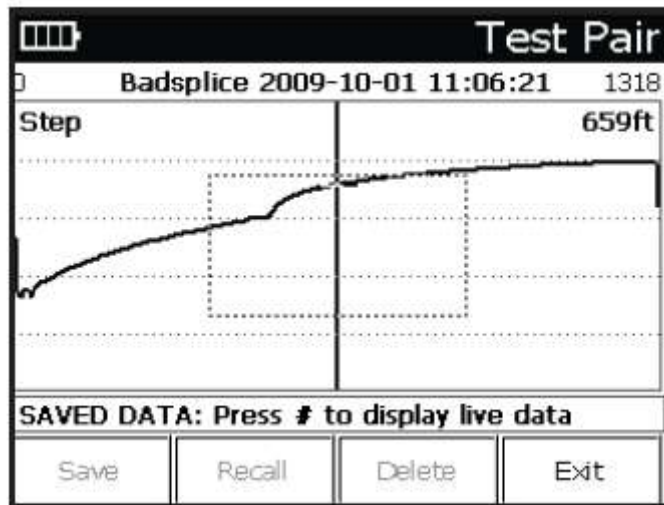 Test Pair
0 Badsplice 2009-10-01 11:06:21 1318
Step 659ft
SAVED DATA: Press # to display live data
Save Recall Delete Exit